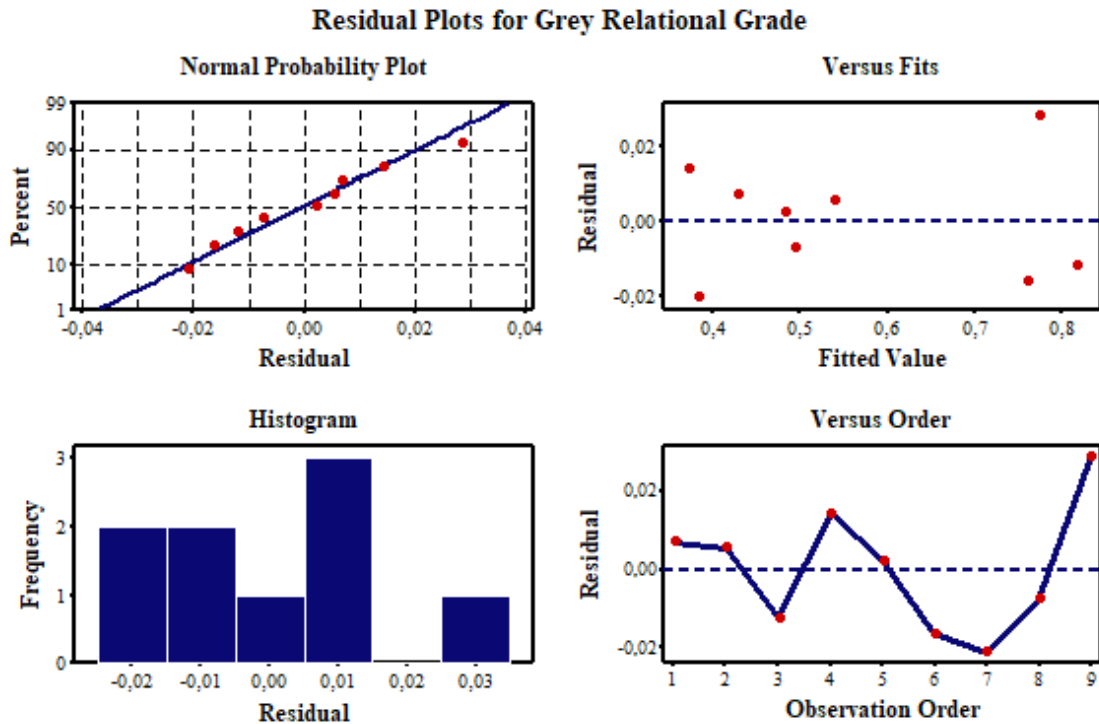 Residual Plots for Grey Relational Grade
Normal Probability Plot
99
90
50
10
1
Percent
-0,04 -0,02 0,00 0,02 0,04
Residual
Versus Fits
0,02
0,00
-0,02
Residual
0,4 0,5 0,6 0,7 0,8
Fitted Value
Histogram
3
2
1
0
Frequency
-0,02 -0,01 0,00 0,01 0,02 0,03
Residual
Versus Order
0,02
0,00
-0,02
Residual
1 2 3 4 5 6 7 8 9
Observation Order